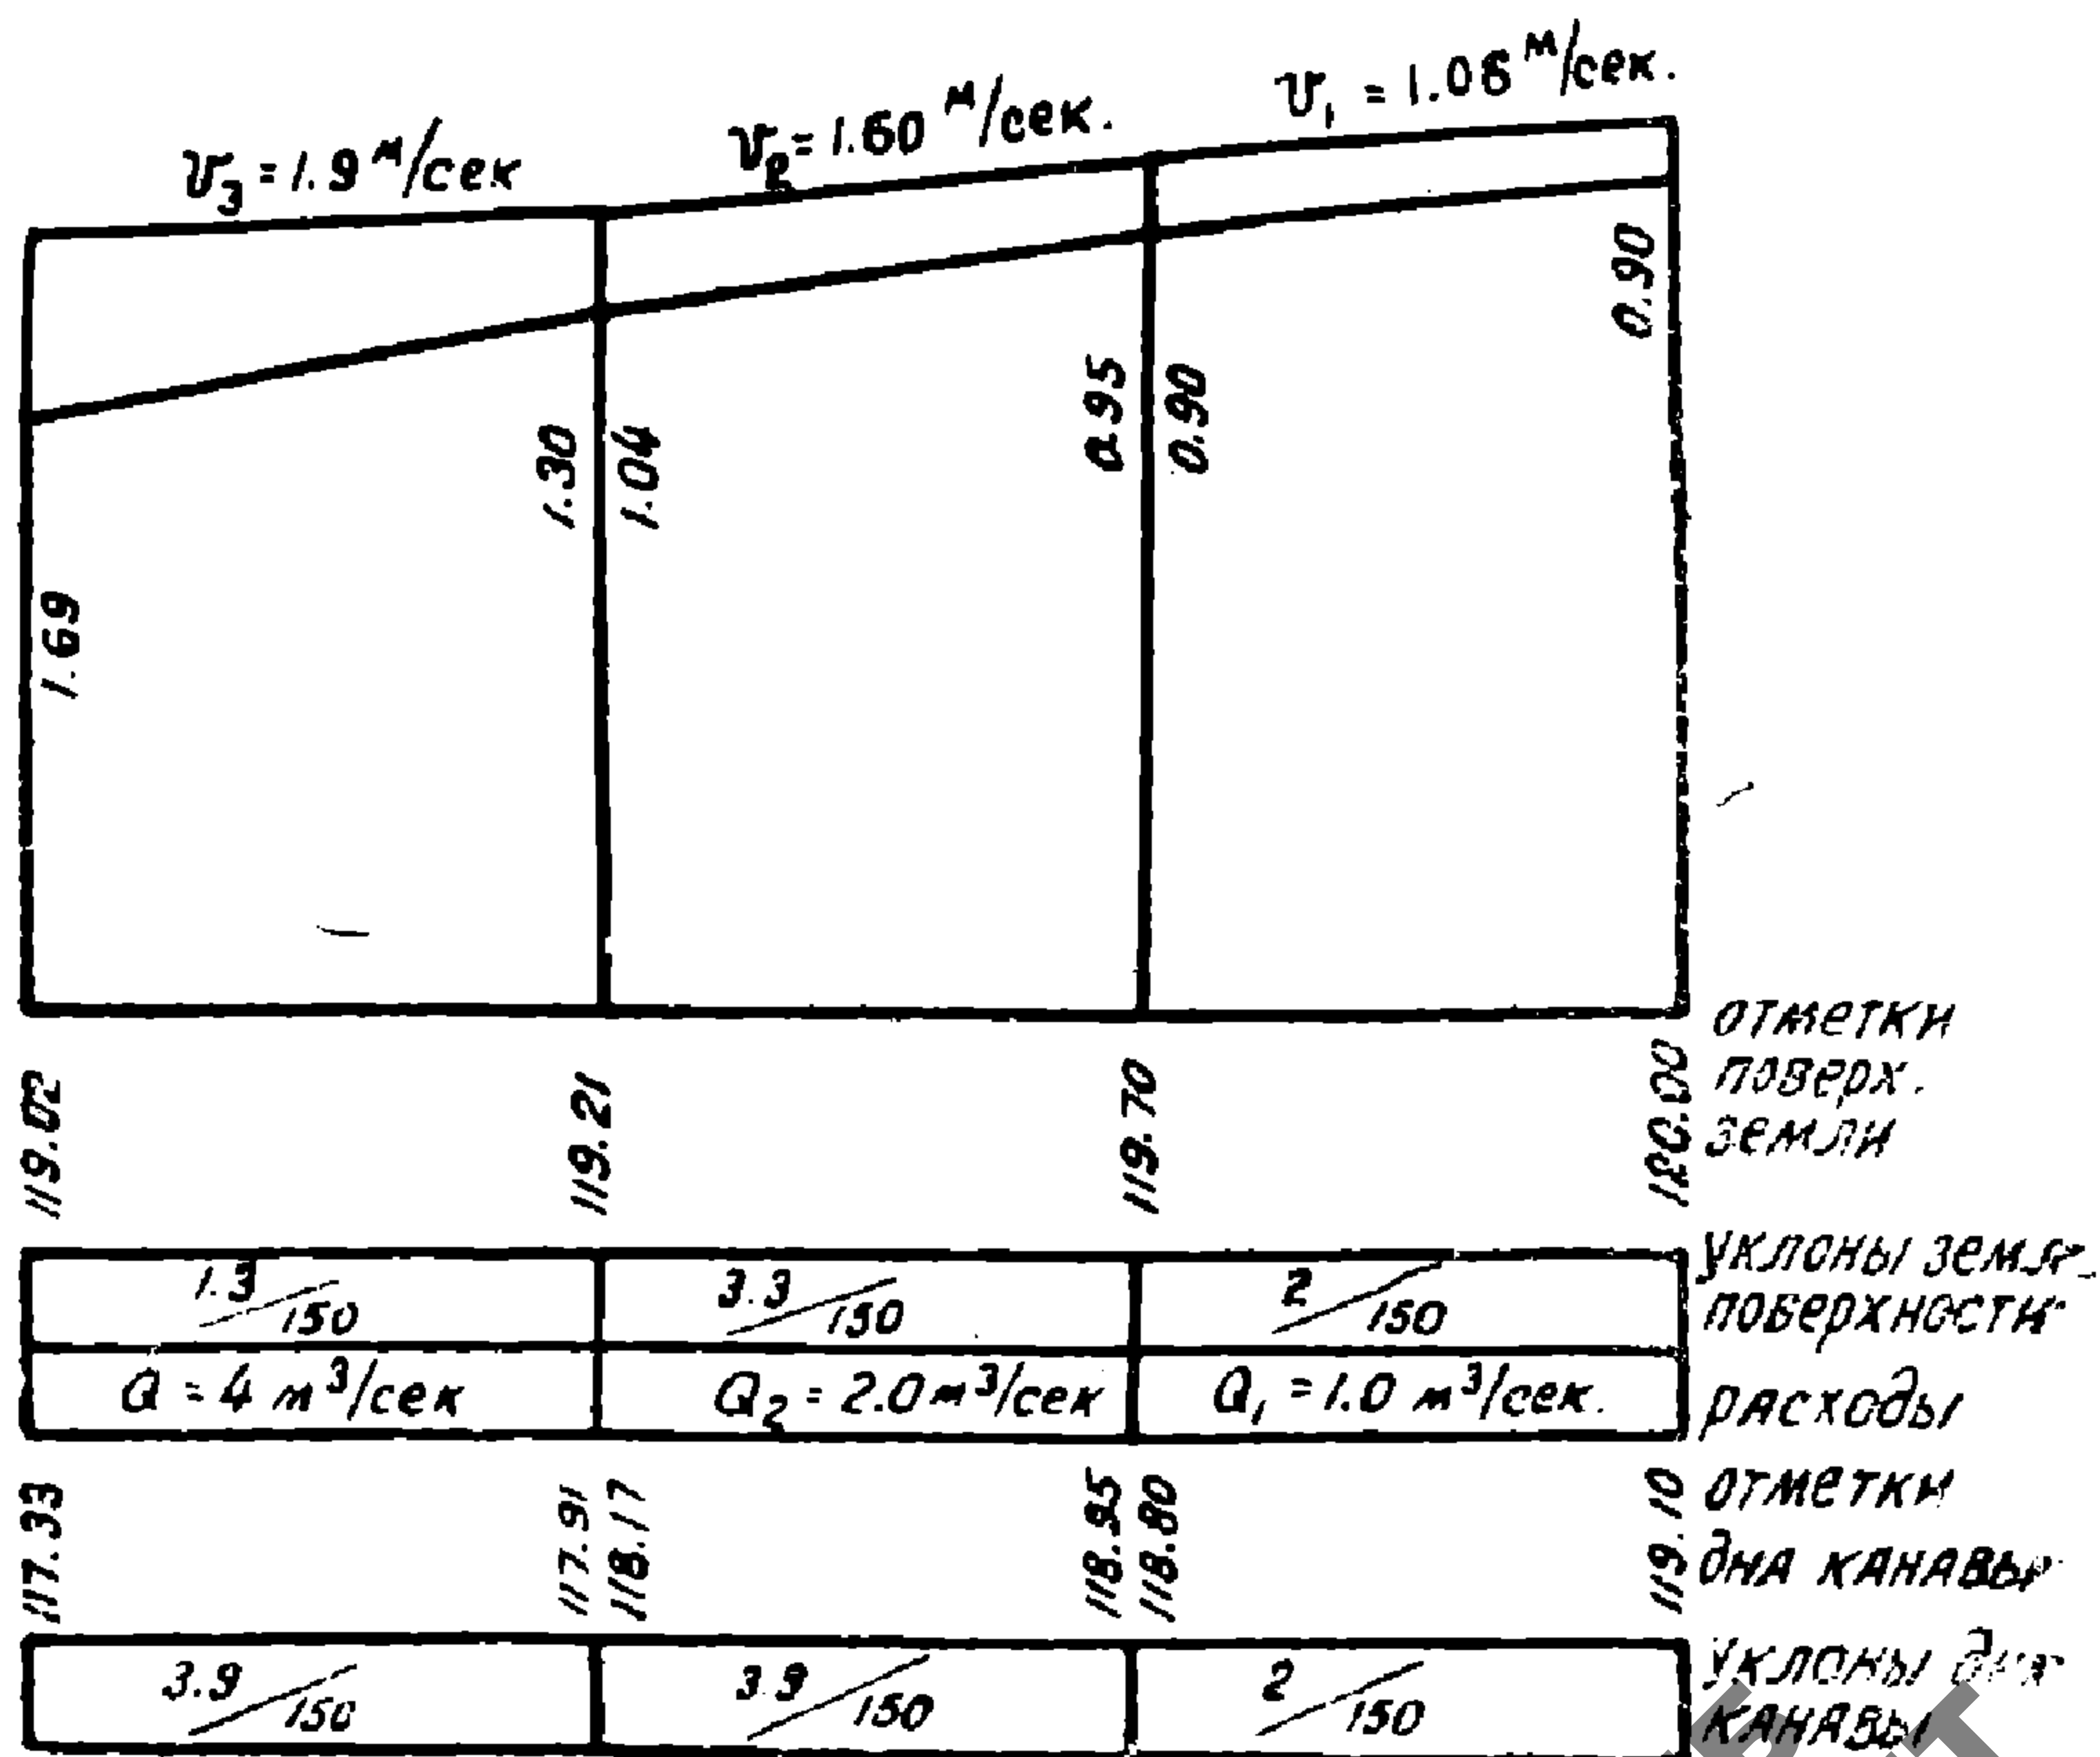 v₃ = 1.9 м/сек
v₂ = 1.60 м/сек.
v₁ = 1.06 м/сек.
1.69
1.30
1.04
0.95
0.90
0.90
119.02
119.21
119.70
120.00
отметки
поверх.
земли
1.3/150
3.3/150
2/150
уклоны
поверхности
Q = 4 м³/сек
Q₂ = 2.0 м³/сек
Q₁ = 1.0 м³/сек.
расходы
117.33
117.91
118.17
118.95
118.80
119.10
отметки
дна канавы
3.9/150
3.9/150
2/150
уклоны дна
канавы